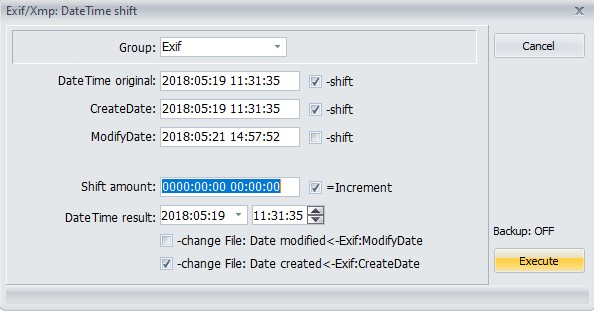 Exif/Xmp: DateTime shift
Group: Exif
Cancel
DateTime original: 2018:05:19 11:31:35 -shift
CreateDate: 2018:05:19 11:31:35 -shift
ModifyDate: 2018:05:21 14:57:52 -shift
Shift amount: 0000:00:00 00:00:00 =Increment
DateTime result: 2018:05:19 11:31:35
-change File: Date modified<-Exif:ModifyDate
Backup: OFF
-change File: Date created<-Exif:CreateDate
Execute